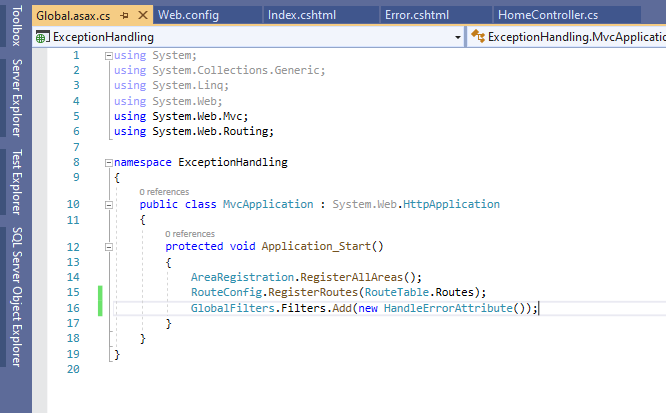 Global.asax.cs
Web.config
Index.cshtml
Error.cshtml
HomeController.cs
ExceptionHandling
ExceptionHandling.MvcApplication
Toolbox
Server Explorer
Test Explorer
SQL Server Object Explorer
1 using System;
2 using System.Collections.Generic;
3 using System.Linq;
4 using System.Web;
5 using System.Web.Mvc;
6 using System.Web.Routing;
7
8 namespace ExceptionHandling
9 {
0 references
10 public class MvcApplication : System.Web.HttpApplication
11 {
0 references
12 protected void Application_Start()
13 {
14 AreaRegistration.RegisterAllAreas();
15 RouteConfig.RegisterRoutes(RouteTable.Routes);
16 GlobalFilters.Filters.Add(new HandleErrorAttribute());
17 }
18 }
19 }
20